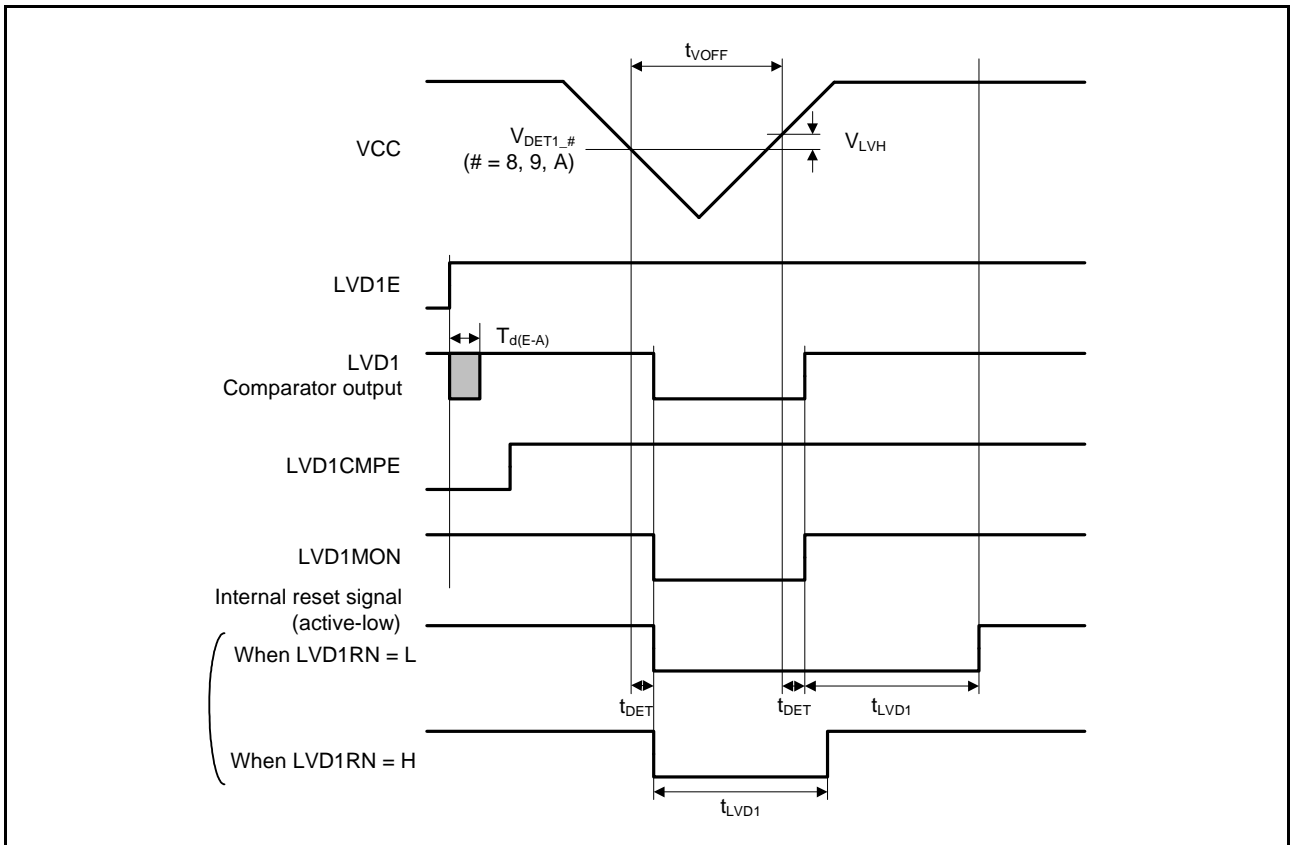 tVOFF
VCC
VDET1_#
(# = 8, 9, A)
VLVH
LVD1E
Td(E-A)
LVD1
Comparator output
LVD1CMPE
LVD1MON
Internal reset signal
(active-low)
When LVD1RN = L
tDET
tDET
tLVD1
When LVD1RN = H
tLVD1